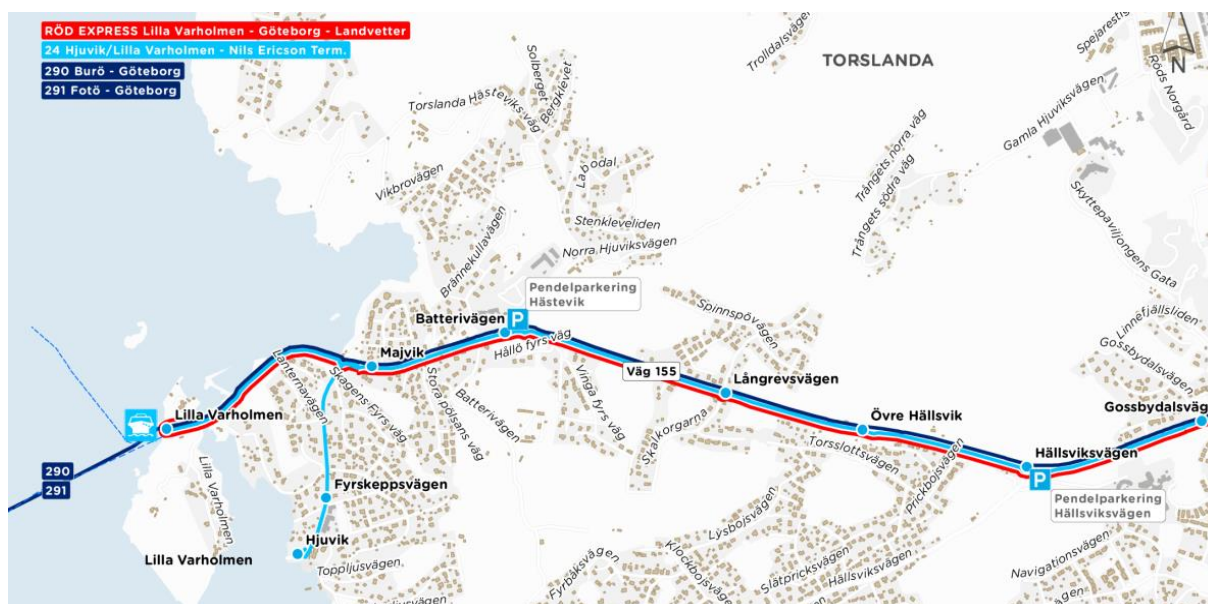 RÖD EXPRESS Lilla Varholmen - Göteborg - Landvetter
24 Hjuvik/Lilla Varholmen - Nils Ericson Term.
290 Burö - Göteborg
291 Fotö - Göteborg
TORSLANDA
Trolldalsvägen
Spejarestig
Röds Norgård
N
Solberget
Bergklevet
Torslanda Hästeviks väg
Gamla Hjuviksvägen
Vikbrovägen
Labodal
Trångets norra väg
Trångets södra väg
Skyttepaviljongens Gata
Stenkleveliden
Norra Hjuviksvägen
Brännekullavägen
Pendelparkering
Hästevik
P
Batterivägen
Hållö fyrs väg
Spinnspovägen
Linnefjällsliden
Gossbydalsvägen
Majvik
Väg 155
Långrevsvägen
Lanternavägen
Skagens Fyrs väg
Stora pölsans väg
Batterivägen
Vinga fyrs väg
Skalkorgarna
Lilla Varholmen
Övre Hällsvik
Gossbydalsväg
Torsslottsvägen
Prickbojsvägen
Hällsviksvägen
P
Pendelparkering
Hällsviksvägen
290
291
Lilla Varholmen
Fyrskeppsvägen
Lysbojsvägen
Klockbojsvägen
Fyrbåksvägen
Slätpricksvägen
Hällsviksvägen
Navigationsvägen
Hjuvik
Lilla Varholmen
Toppljusvägen